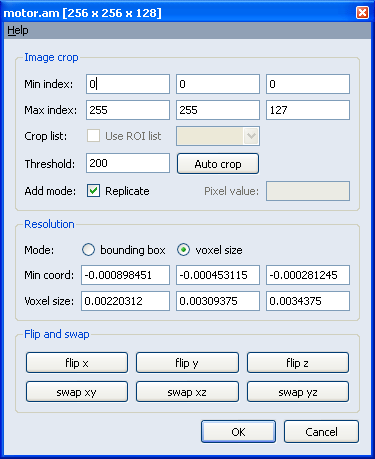 motor.am [256 x 256 x 128]
Help
Image crop
Min index: 0 0 0
Max index: 255 255 127
Crop list: Use ROI list
Threshold: 200 Auto crop
Add mode: Replicate Pixel value:
Resolution
Mode: bounding box voxel size
Min coord: -0.000898451 -0.000453115 -0.000281245
Voxel size: 0.00220312 0.00309375 0.0034375
Flip and swap
flip x flip y flip z
swap xy swap xz swap yz
OK Cancel